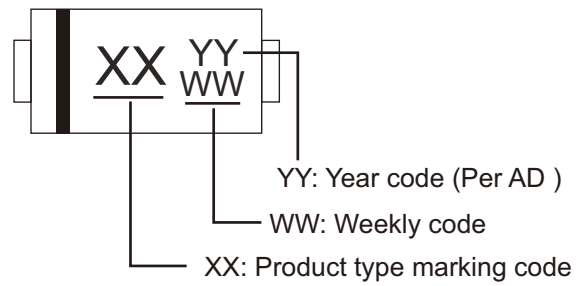 XX YY
WW
YY: Year code (Per AD )
WW: Weekly code
XX: Product type marking code